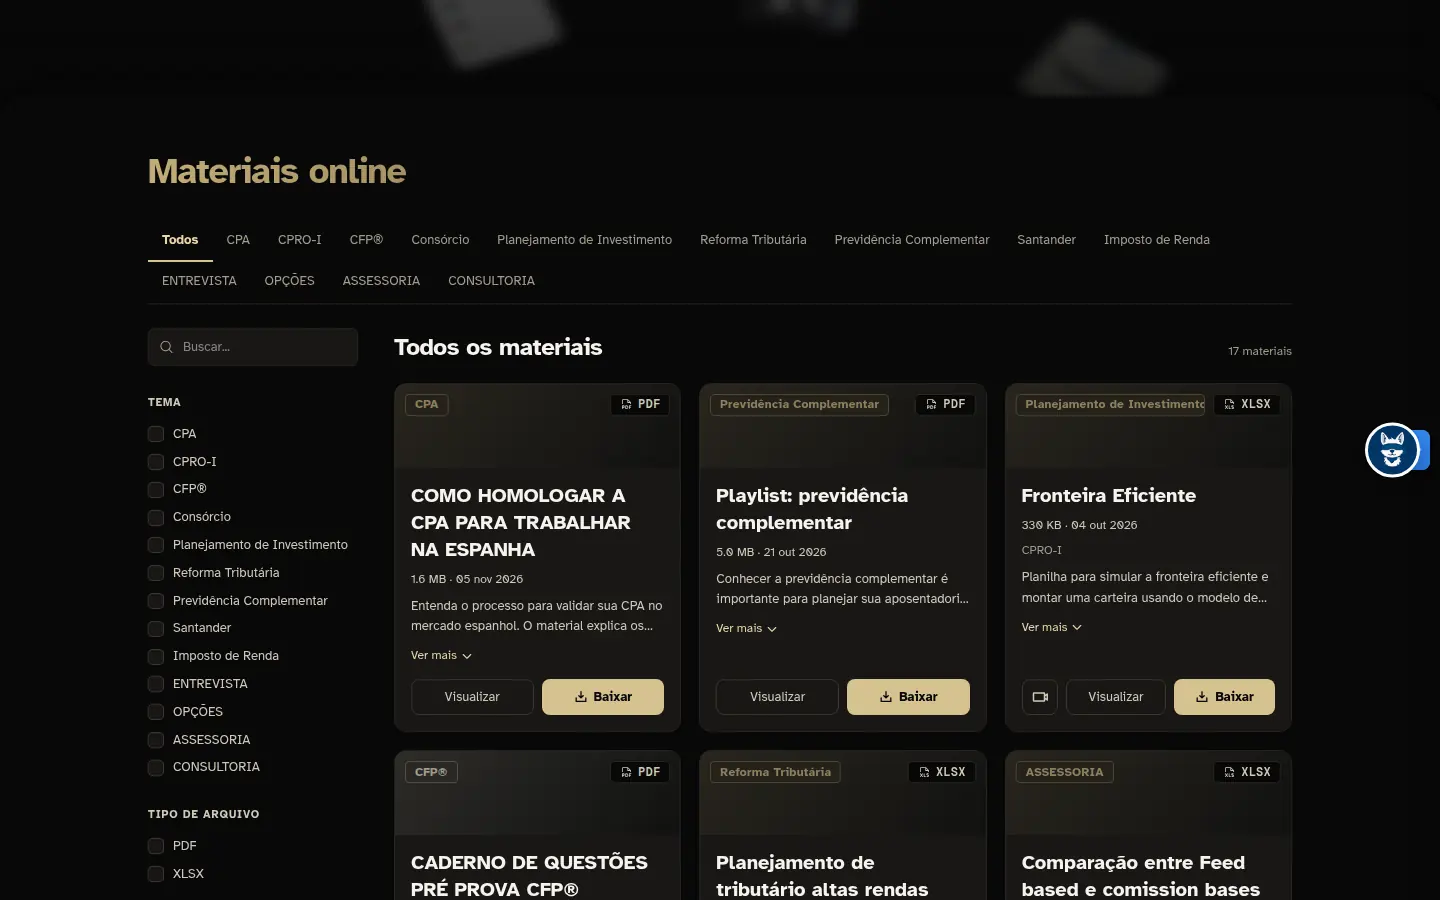 Materiais online
Todos
CPA
CPRO-I
CFP®
Consórcio
Planejamento de Investimento
Reforma Tributária
Previdência Complementar
Santander
Imposto de Renda
ENTREVISTA
OPÇÕES
ASSESSORIA
CONSULTORIA
Buscar...
TEMA
CPA
CPRO-I
CFP®
Consórcio
Planejamento de Investimento
Reforma Tributária
Previdência Complementar
Santander
Imposto de Renda
ENTREVISTA
OPÇÕES
ASSESSORIA
CONSULTORIA
TIPO DE ARQUIVO
PDF
XLSX
Todos os materiais
17 materiais
CPA
PDF
COMO HOMOLOGAR A
CPA PARA TRABALHAR
NA ESPANHA
1.6 MB · 05 nov 2026
Entenda o processo para validar sua CPA no
mercado espanhol. O material explica os...
Ver mais
Visualizar
Baixar
Previdência Complementar
PDF
Playlist: previdência
complementar
5.0 MB · 21 out 2026
Conhecer a previdência complementar é
importante para planejar sua aposentadori...
Ver mais
Visualizar
Baixar
Planejamento de Investimento
XLSX
Fronteira Eficiente
330 KB · 04 out 2026
CPRO-I
Planilha para simular a fronteira eficiente e
montar uma carteira usando o modelo de...
Ver mais
Visualizar
Baixar
CFP®
PDF
CADERNO DE QUESTÕES
PRÉ PROVA CFP®
Reforma Tributária
XLSX
Planejamento de
tributário altas rendas
ASSESSORIA
XLSX
Comparação entre Feed
based e comission bases